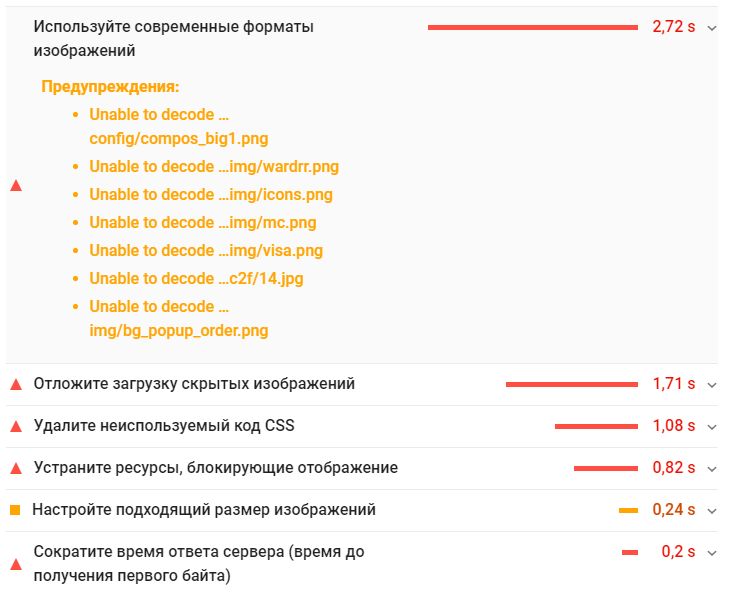 Используйте современные форматы 2,72 s
изображений
Предупреждения:
• Unable to decode …
config/compos_big1.png
• Unable to decode …img/wardrr.png
• Unable to decode …img/icons.png
• Unable to decode …img/mc.png
• Unable to decode …img/visa.png
• Unable to decode …c2f/14.jpg
• Unable to decode …
img/bg_popup_order.png
Отложите загрузку скрытых изображений 1,71 s
Удалите неиспользуемый код CSS 1,08 s
Устраните ресурсы, блокирующие отображение 0,82 s
Настройте подходящий размер изображений 0,24 s
Сократите время ответа сервера (время до 0,2 s
получения первого байта)